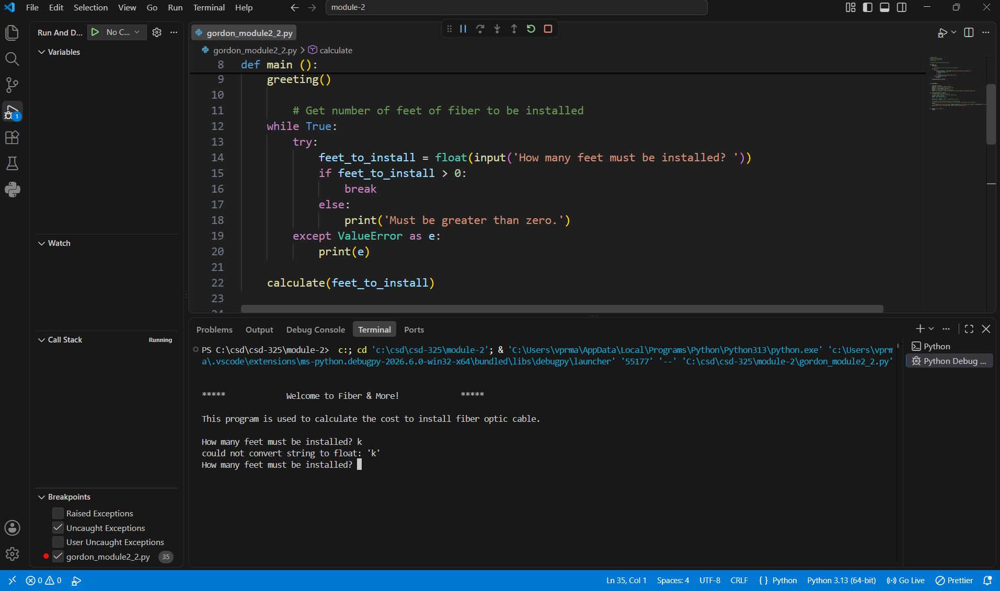 File Edit Selection View Go Run Terminal Help
module-2
Run And D... No C...
Variables
Watch
Call Stack Running
Breakpoints
Raised Exceptions
Uncaught Exceptions
User Uncaught Exceptions
gordon_module2_2.py 35
1
gordon_module2_2.py
gordon_module2_2.py > calculate
8 def main ():
9 greeting()
10
11 # Get number of feet of fiber to be installed
12 while True:
13 try:
14 feet_to_install = float(input('How many feet must be installed? '))
15 if feet_to_install > 0:
16 break
17 else:
18 print('Must be greater than zero.')
19 except ValueError as e:
20 print(e)
21
22 calculate(feet_to_install)
23
24
Problems Output Debug Console Terminal Ports
PS C:\csd\csd-325\module-2> c:; cd 'c:\csd\csd-325\module-2'; & 'C:\Users\vprma\AppData\Local\Programs\Python\Python313\python.exe' 'c:\Users\vprm
a\.vscode\extensions\ms-python.debugpy-2026.6.0-win32-x64\bundled\libs\debugpy\launcher' '55177' '--' 'C:\csd\csd-325\module-2\gordon_module2_2.py'
***** Welcome to Fiber & More! *****
This program is used to calculate the cost to install fiber optic cable.
How many feet must be installed? k
could not convert string to float: 'k'
How many feet must be installed?
Python
Python Debug ...
0 0 Ln 35, Col 1 Spaces: 4 UTF-8 CRLF {} Python Python 3.13 (64-bit) Go Live Prettier